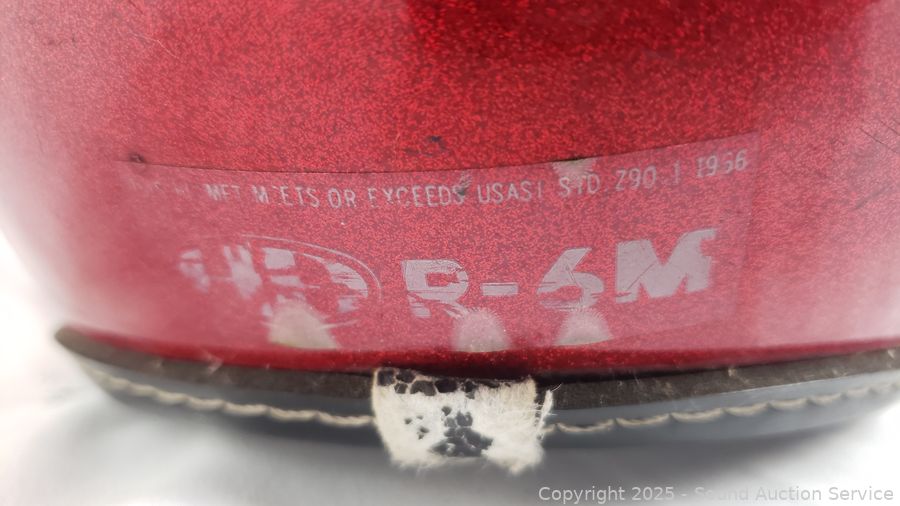 MEETS OR EXCEEDS USASI STD. Z90.1 1966
R-6M
Copyright 2025 - Sound Auction Service